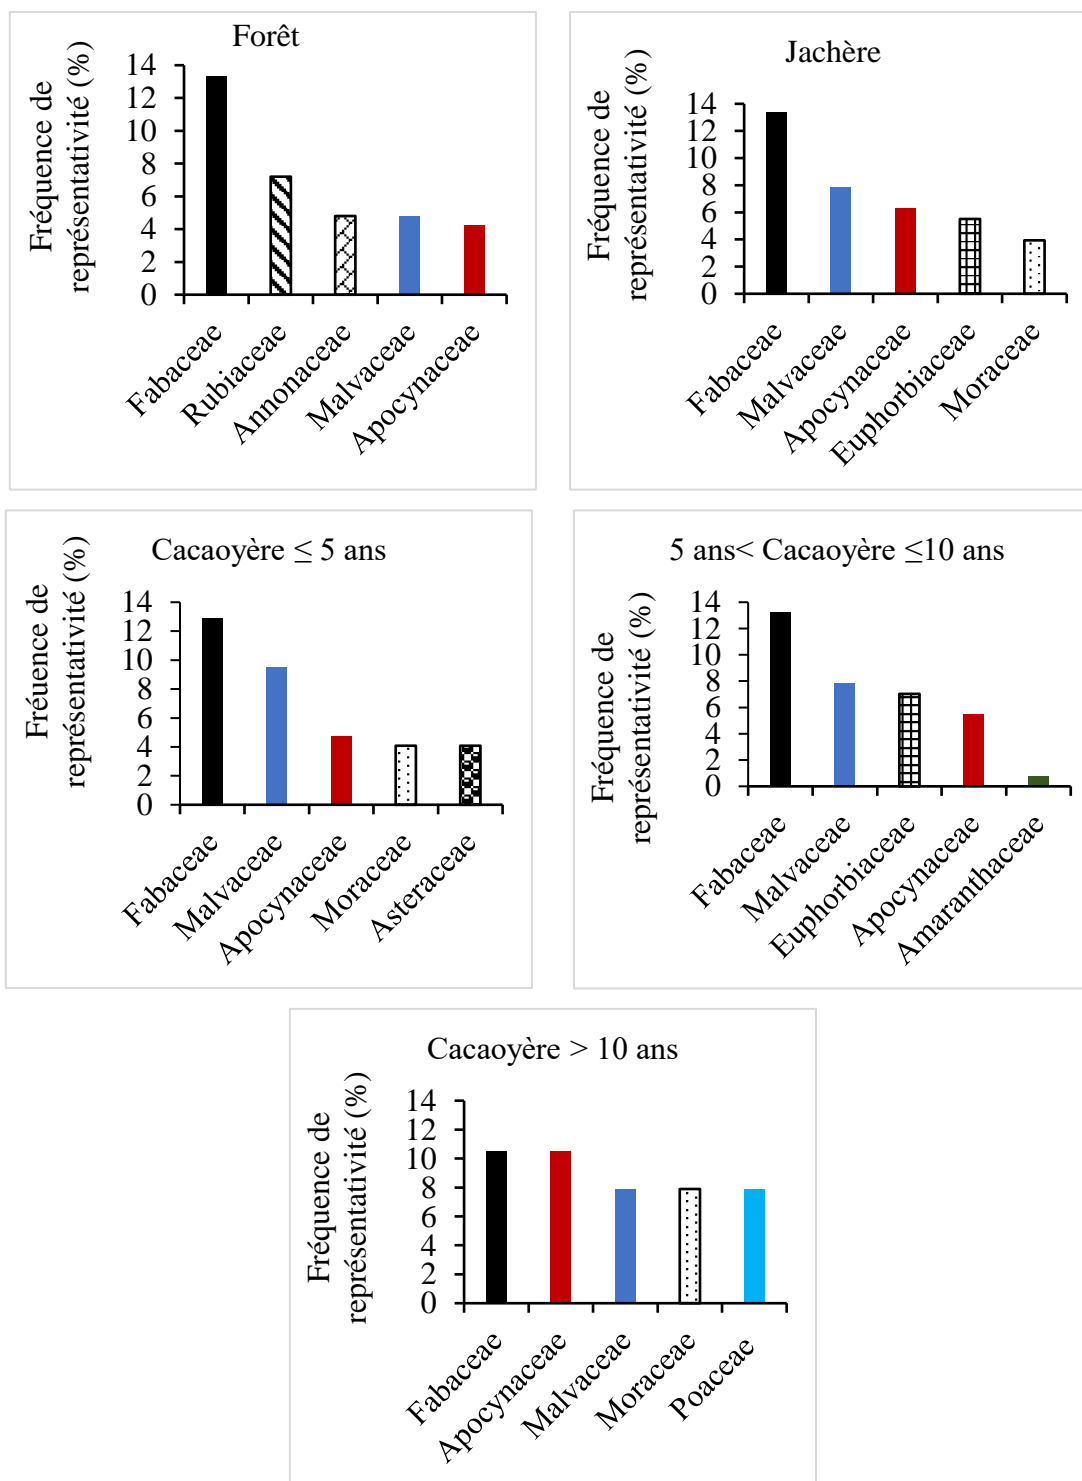 Forêt
Fréquence de
représentativité (%)
14
12
10
8
6
4
2
0
Fabaceae
Rubiaceae
Annonaceae
Malvaceae
Apocynaceae
Jachère
Fréquence de
représentativité (%)
14
12
10
8
6
4
2
0
Fabaceae
Malvaceae
Apocynaceae
Euphorbiaceae
Moraceae
Cacaoyère ≤ 5 ans
Fréuence de
représentativité (%)
14
12
10
8
6
4
2
0
Fabaceae
Malvaceae
Apocynaceae
Moraceae
Asteraceae
5 ans< Cacaoyère ≤10 ans
Fréquence de
représentativité (%)
14
12
10
8
6
4
2
0
Fabaceae
Malvaceae
Euphorbiaceae
Apocynaceae
Amaranthaceae
Cacaoyère > 10 ans
Fréquence de
représentativité (%)
14
12
10
8
6
4
2
0
Fabaceae
Apocynaceae
Malvaceae
Moraceae
Poaceae